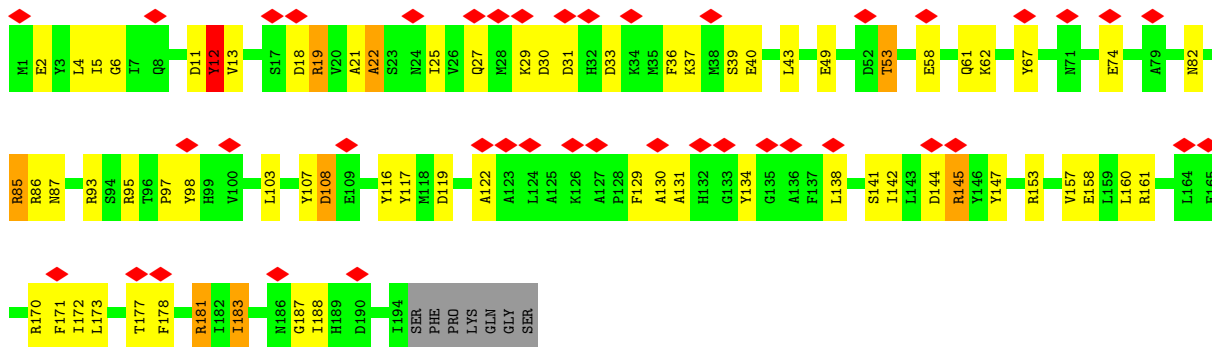 M1 E2 Y3 L4 I5 G6 I7 Q8 D11 Y12 V13 S17 D18 R19 V20 A21 A22 S23 N24 I25 V26 Q27 M28 K29 D30 D31 H32 D33 K34 M35 F36 K37 M38 S39 E40 L43 E49 D52 T53 E58 Q61 K62 Y67 N71 E74 A79 N82
R85 R86 N87 R93 S94 R95 T96 P97 Y98 H99 V100 L103 Y107 D108 E109 Y116 Y117 M118 D119 A122 A123 L124 A125 K126 A127 P128 F129 A130 A131 H132 G133 Y134 G135 A136 F137 L138 S141 I142 L143 D144 R145 Y146 Y147 R153 V157 E158 L159 L160 R161 L164 E165
R170 F171 I172 L173 T177 F178 R181 I182 I183 N186 G187 I188 H189 D190 I194 SER PHE PRO LYS GLN GLY SER